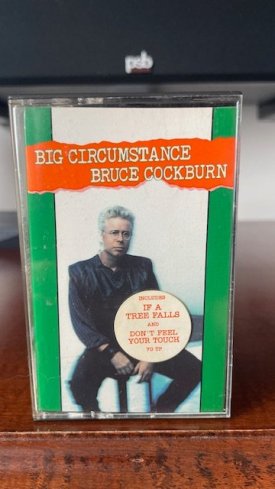 pcb
BIG CIRCUMSTANCE
BRUCE COCKBURN
INCLUDES
IF A
TREE FALLS
AND
DON'T FEEL
YOUR TOUCH